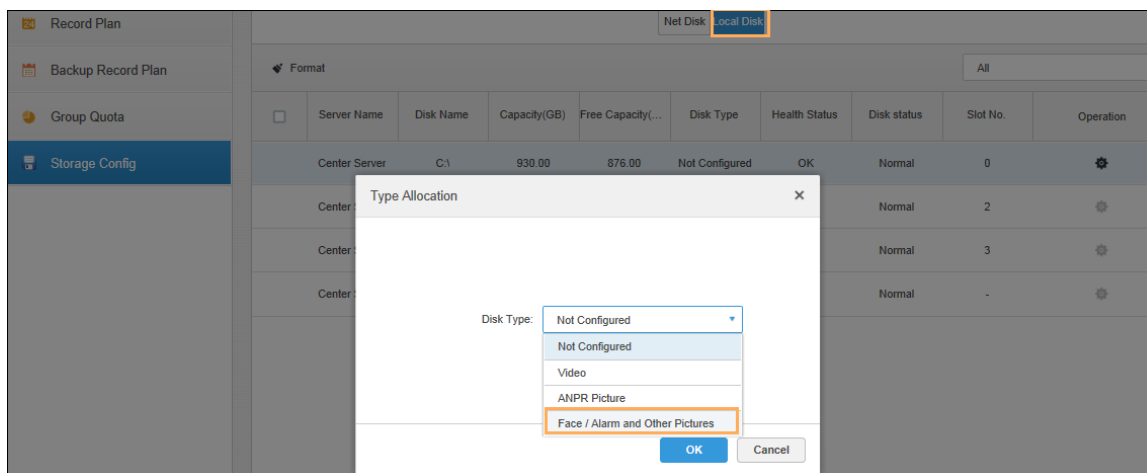 Record Plan
Net Disk Local Disk
Backup Record Plan
Format
All
Group Quota
Server Name Disk Name Capacity(GB) Free Capacity(... Disk Type Health Status Disk status Slot No. Operation
Storage Config
Center Server C:\ 930.00 876.00 Not Configured OK Normal 0
Type Allocation ×
Center Normal 2
Center Normal 3
Center Normal -
Disk Type: Not Configured
Not Configured
Video
ANPR Picture
Face / Alarm and Other Pictures
OK Cancel